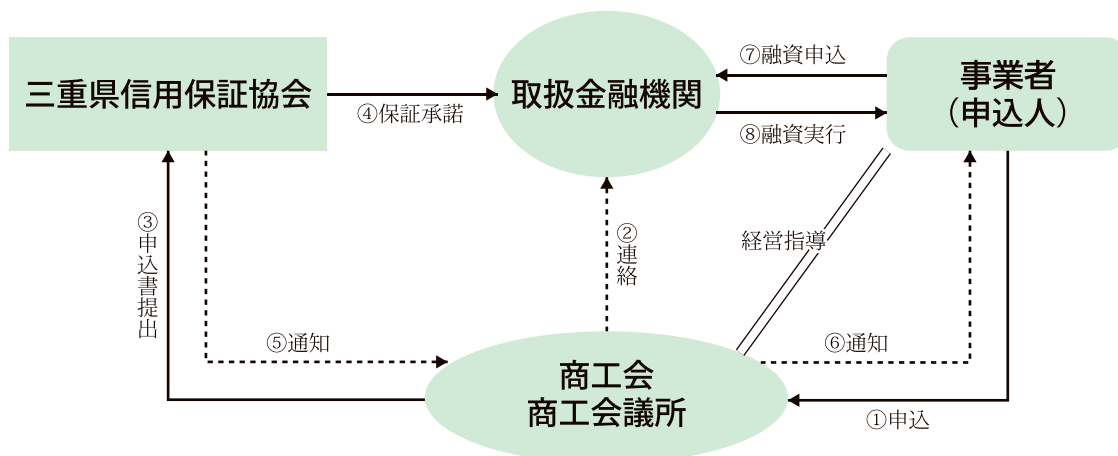 三重県信用保証協会
④保証承諾
取扱金融機関
⑦融資申込
⑧融資実行
事業者
（申込人）
③申込書提出
②連絡
経営指導
⑤通知
⑥通知
商工会
商工会議所
①申込